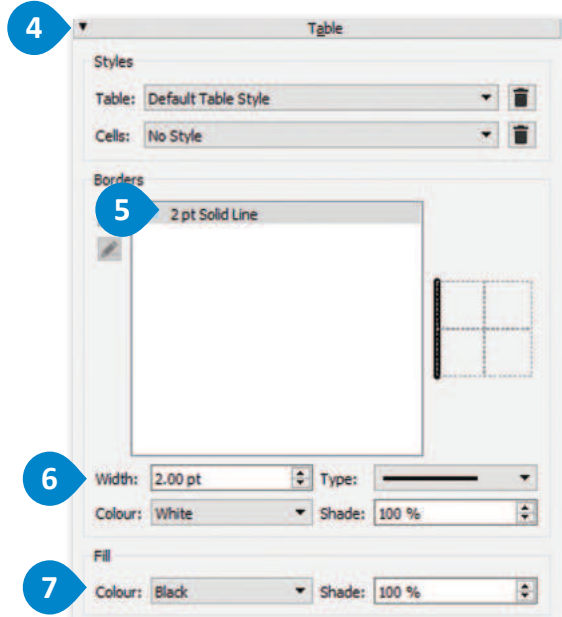 4
Table
Styles
Table: Default Table Style
Cells: No Style
Borders
5
2 pt Solid Line
6
Width: 2.00 pt Type:
Colour: White Shade: 100 %
Fill
7
Colour: Black Shade: 100 %